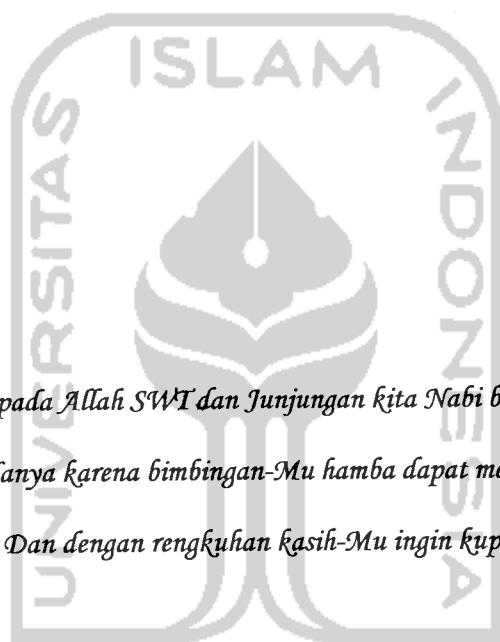 ISLAM
UNIVERSITAS
INDONESIA
pada Allah SWT dan Junjungan kita Nabi b
anya karena bimbingan-Mu hamba dapat me
Dan dengan rengkuhan kasih-Mu ingin kup